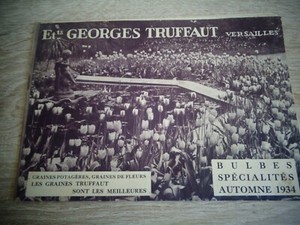 Ets GEORGES TRUFFAUT VERSAILLES
GRAINES POTAGÈRES, GRAINES DE FLEURS
LES GRAINES TRUFFAUT
SONT LES MEILLEURES
BULBES
SPÉCIALITÉS
AUTOMNE 1934